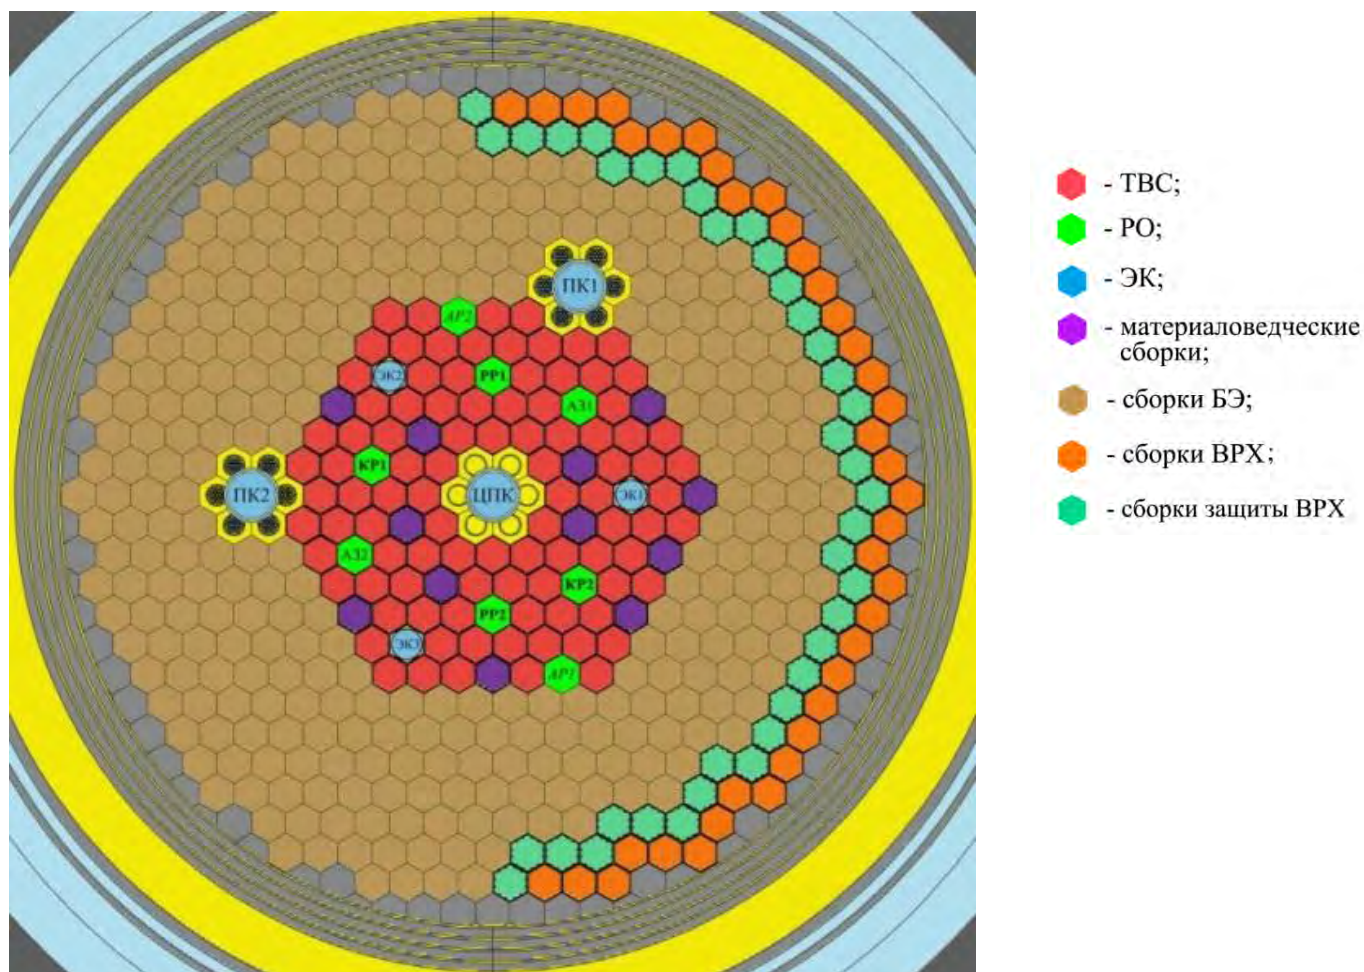 ПК1
АР2
ЭК2
РР1
АЗ1
КР1
ПК2
ЦПК
ЭК1
АЗ2
КР2
РР2
ЭК3
АР1
- ТВС;
- РО;
- ЭК;
- материаловедческие
сборки;
- сборки БЭ;
- сборки ВРХ;
- сборки защиты ВРХ